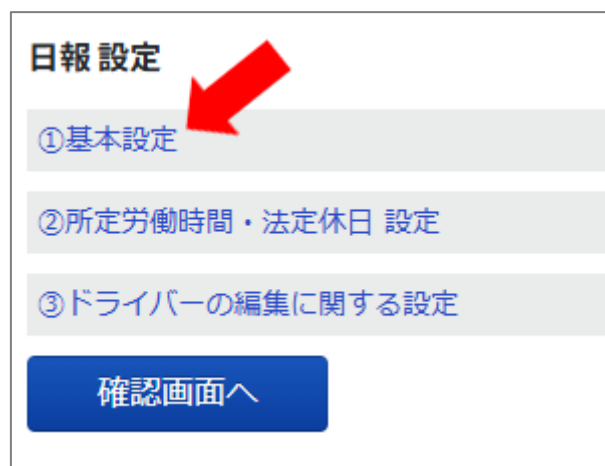 日報 設定
①基本設定
②所定労働時間・法定休日 設定
③ドライバーの編集に関する設定
確認画面へ